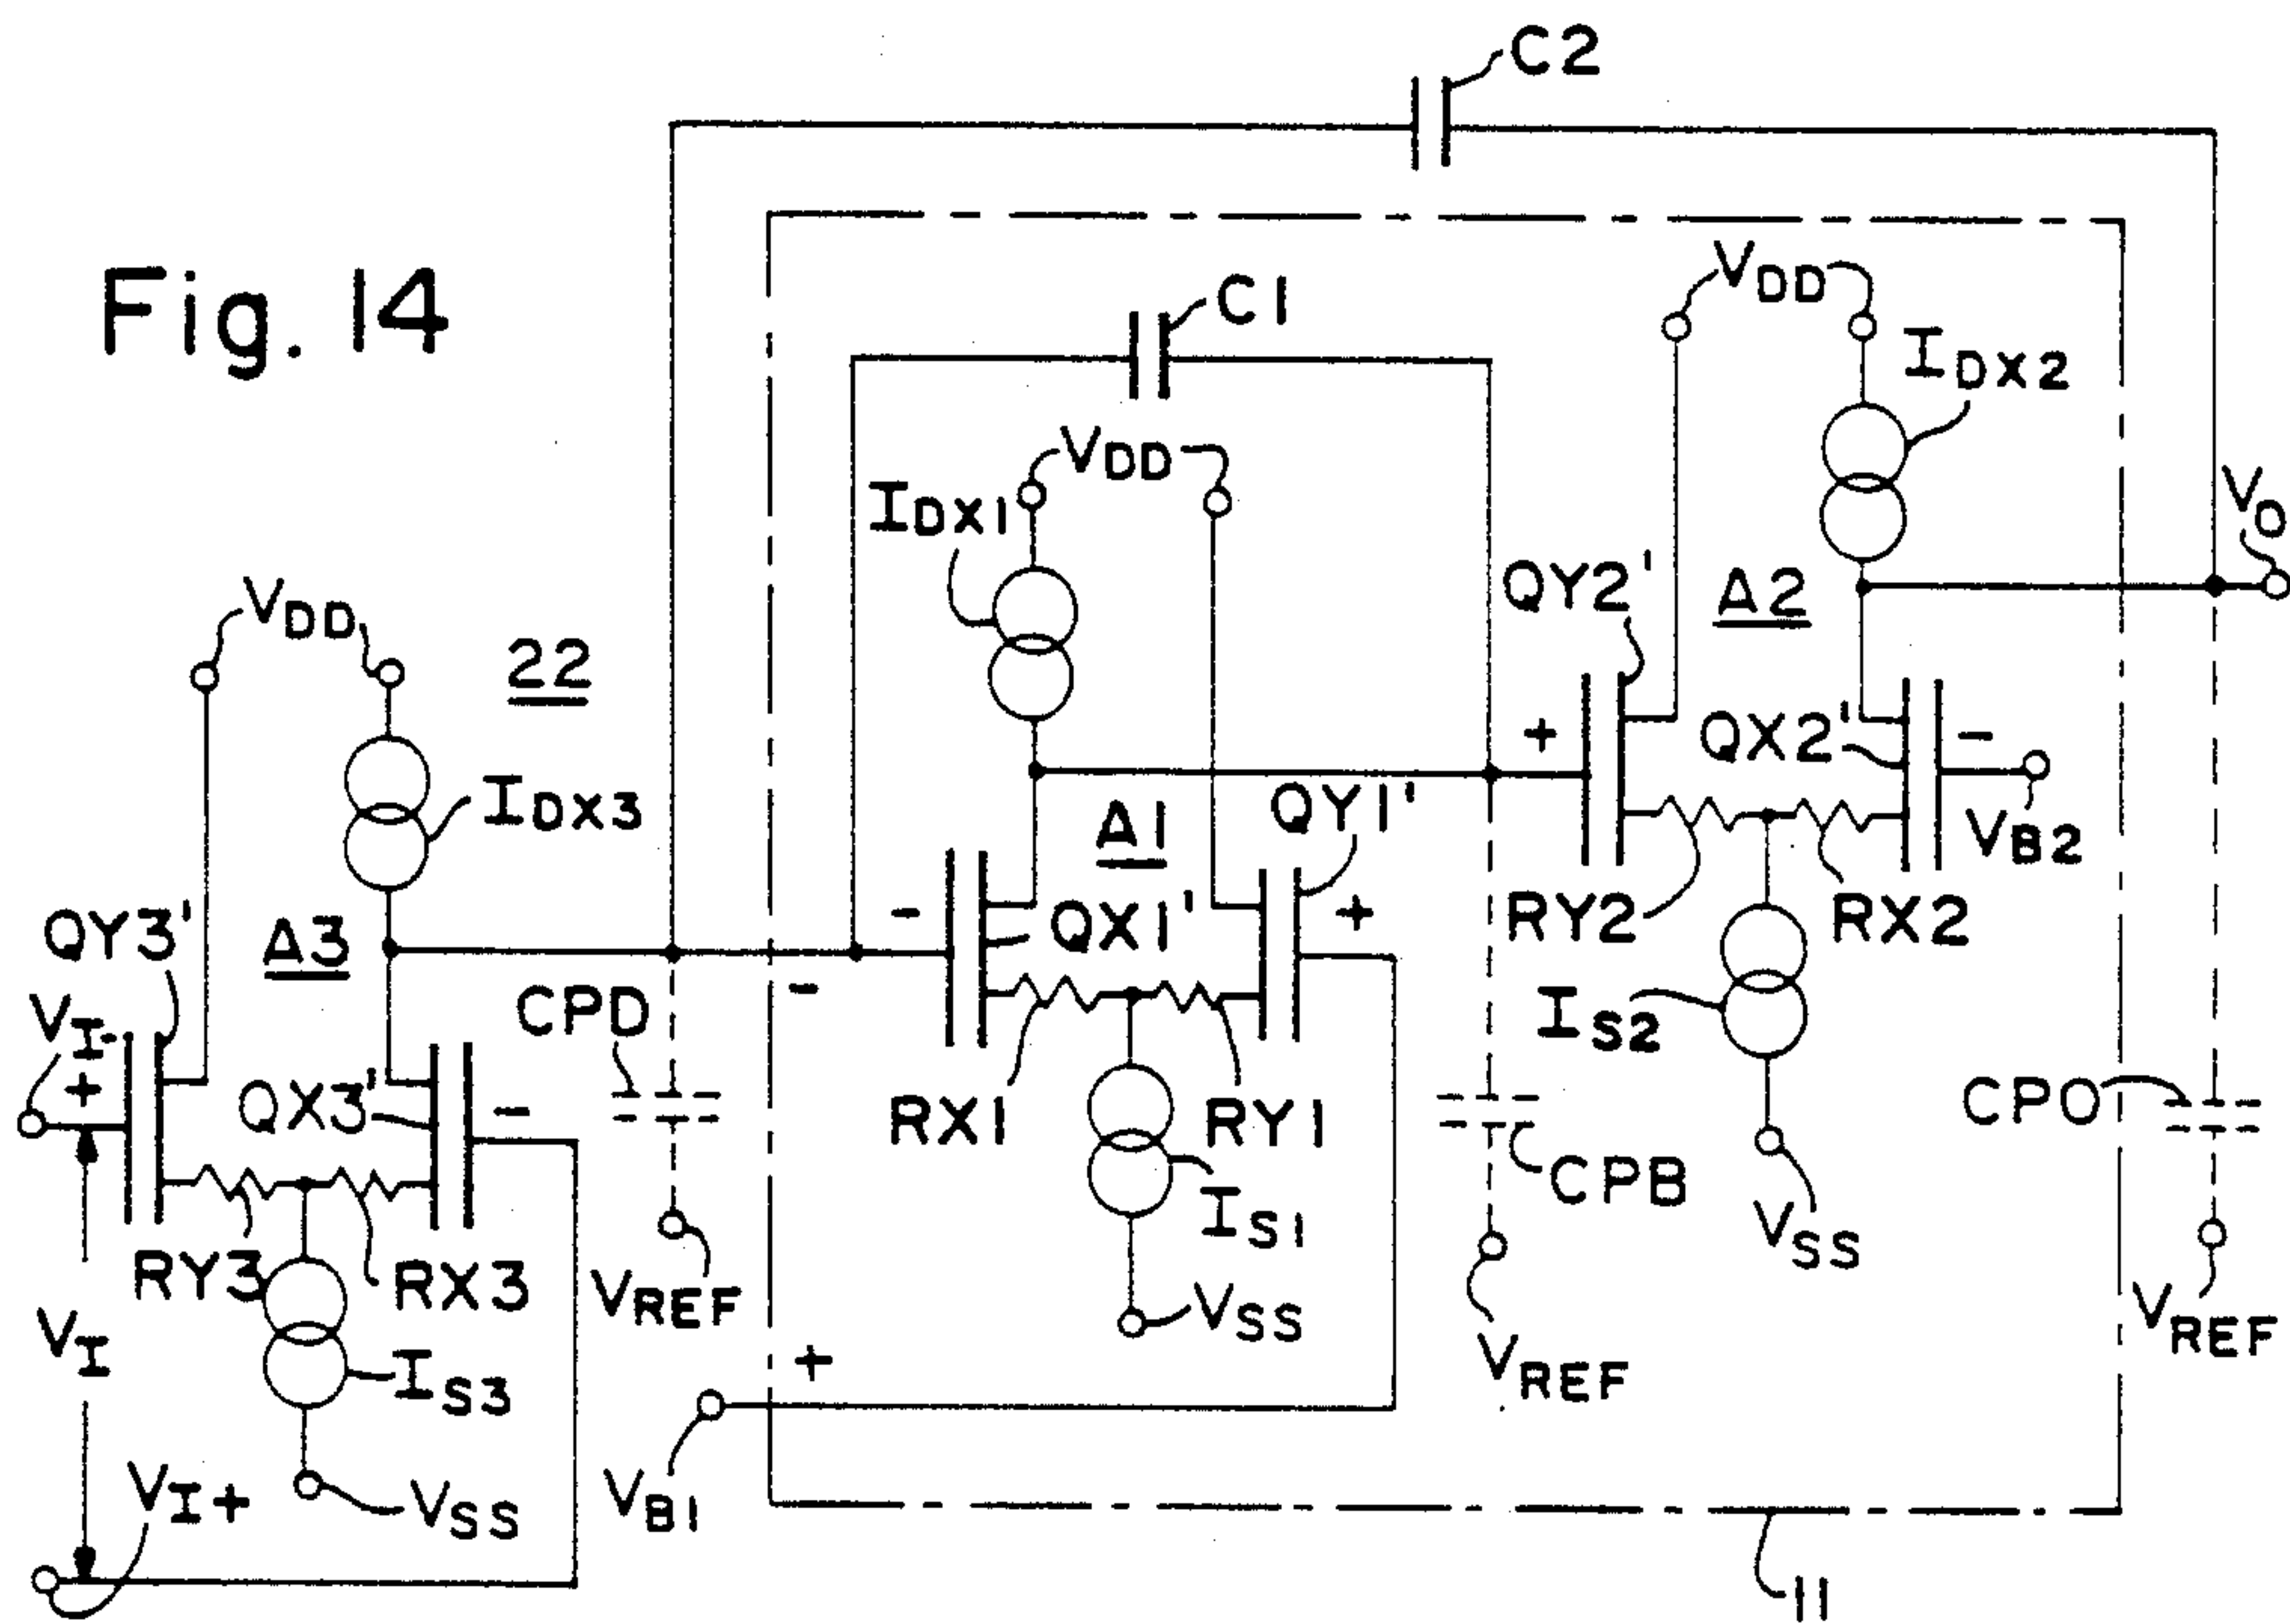 C2
Fig. 14
C1
VDD
IDX2
VDD
IDX1
VO
QY2'
A2
VDD
22
+
QX2'
-
IDX3
A1
QY1'
VB2
QY3'
A3
-
QX1'
+
RY2
RX2
CPD
-
VI-
IS2
+
QX3'
-
RX1
RY1
CPO
CPB
IS1
RY3
RX3
VSS
VREF
VSS
VREF
VI
+
VREF
IS3
VI+
VSS
VB1
11